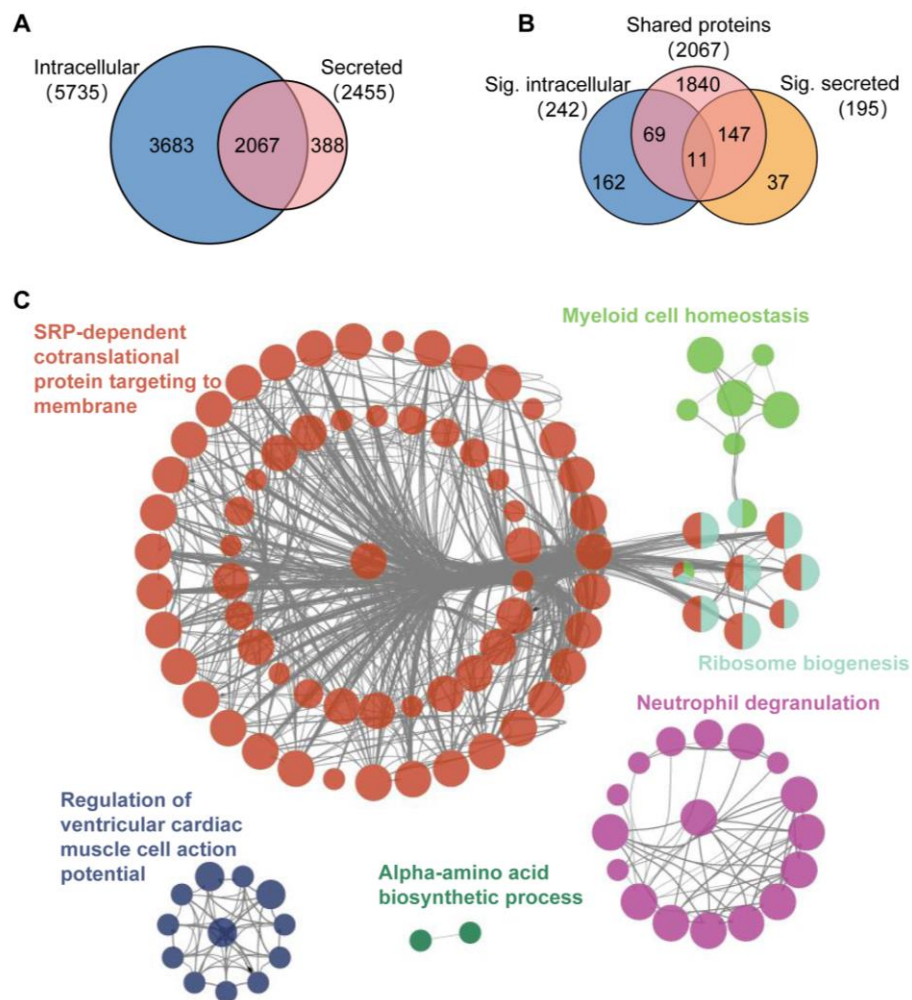 A
Intracellular
(5735)
Secreted
(2455)
3683
2067
388
B
Shared proteins
(2067)
Sig. intracellular
(242)
Sig. secreted
(195)
1840
69
147
11
162
37
C
SRP-dependent
cotranslational
protein targeting to
membrane
Myeloid cell homeostasis
Ribosome biogenesis
Neutrophil degranulation
Regulation of
ventricular cardiac
muscle cell action
potential
Alpha-amino acid
biosynthetic process